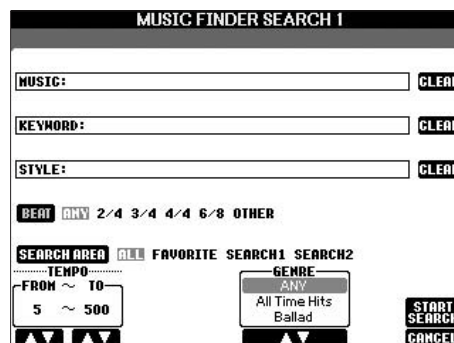 MUSIC FINDER SEARCH 1
MUSIC: CLEAR
KEYWORD: CLEAR
STYLE: CLEAR
BEAT ANY 2/4 3/4 4/4 6/8 OTHER
SEARCH AREA ALL FAVORITE SEARCH1 SEARCH2
TEMPO
FROM ~ TO
5 ~ 500
GENRE
ANY
All Time Hits
Ballad
START
SEARCH
CANCEL